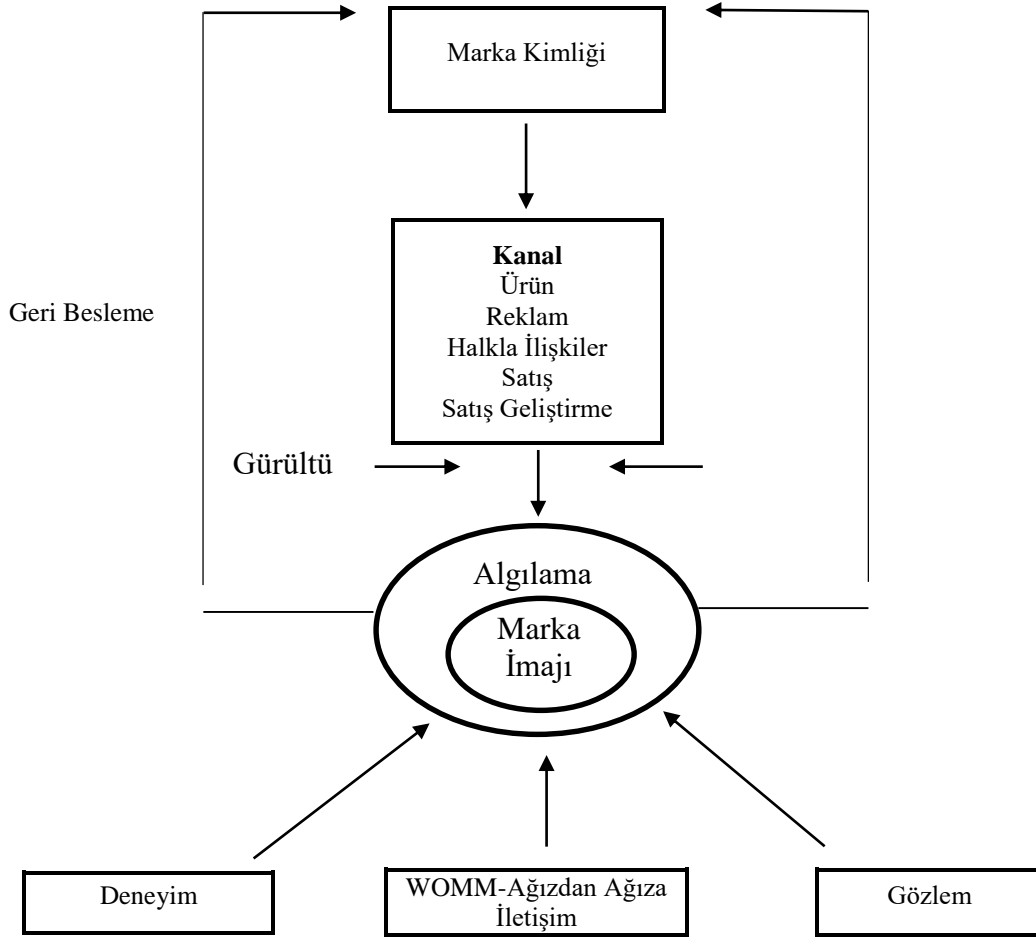 Marka Kimliği
Kanal
Ürün
Reklam
Halkla İlişkiler
Satış
Satış Geliştirme
Geri Besleme
Gürültü
Algılama
Marka
İmajı
Deneyim
WOMM-Ağızdan Ağıza
İletişim
Gözlem